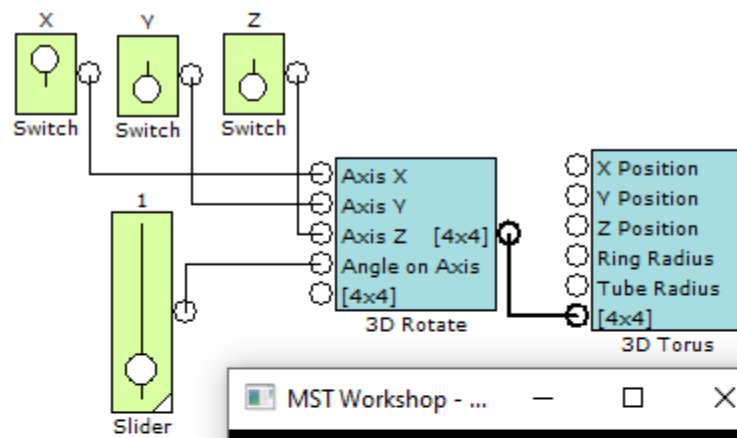 X
Y
Z
Switch
Switch
Switch
1
Slider
Axis X
Axis Y
Axis Z [4x4]
Angle on Axis
[4x4]
3D Rotate
X Position
Y Position
Z Position
Ring Radius
Tube Radius
[4x4]
3D Torus
MST Workshop - ...